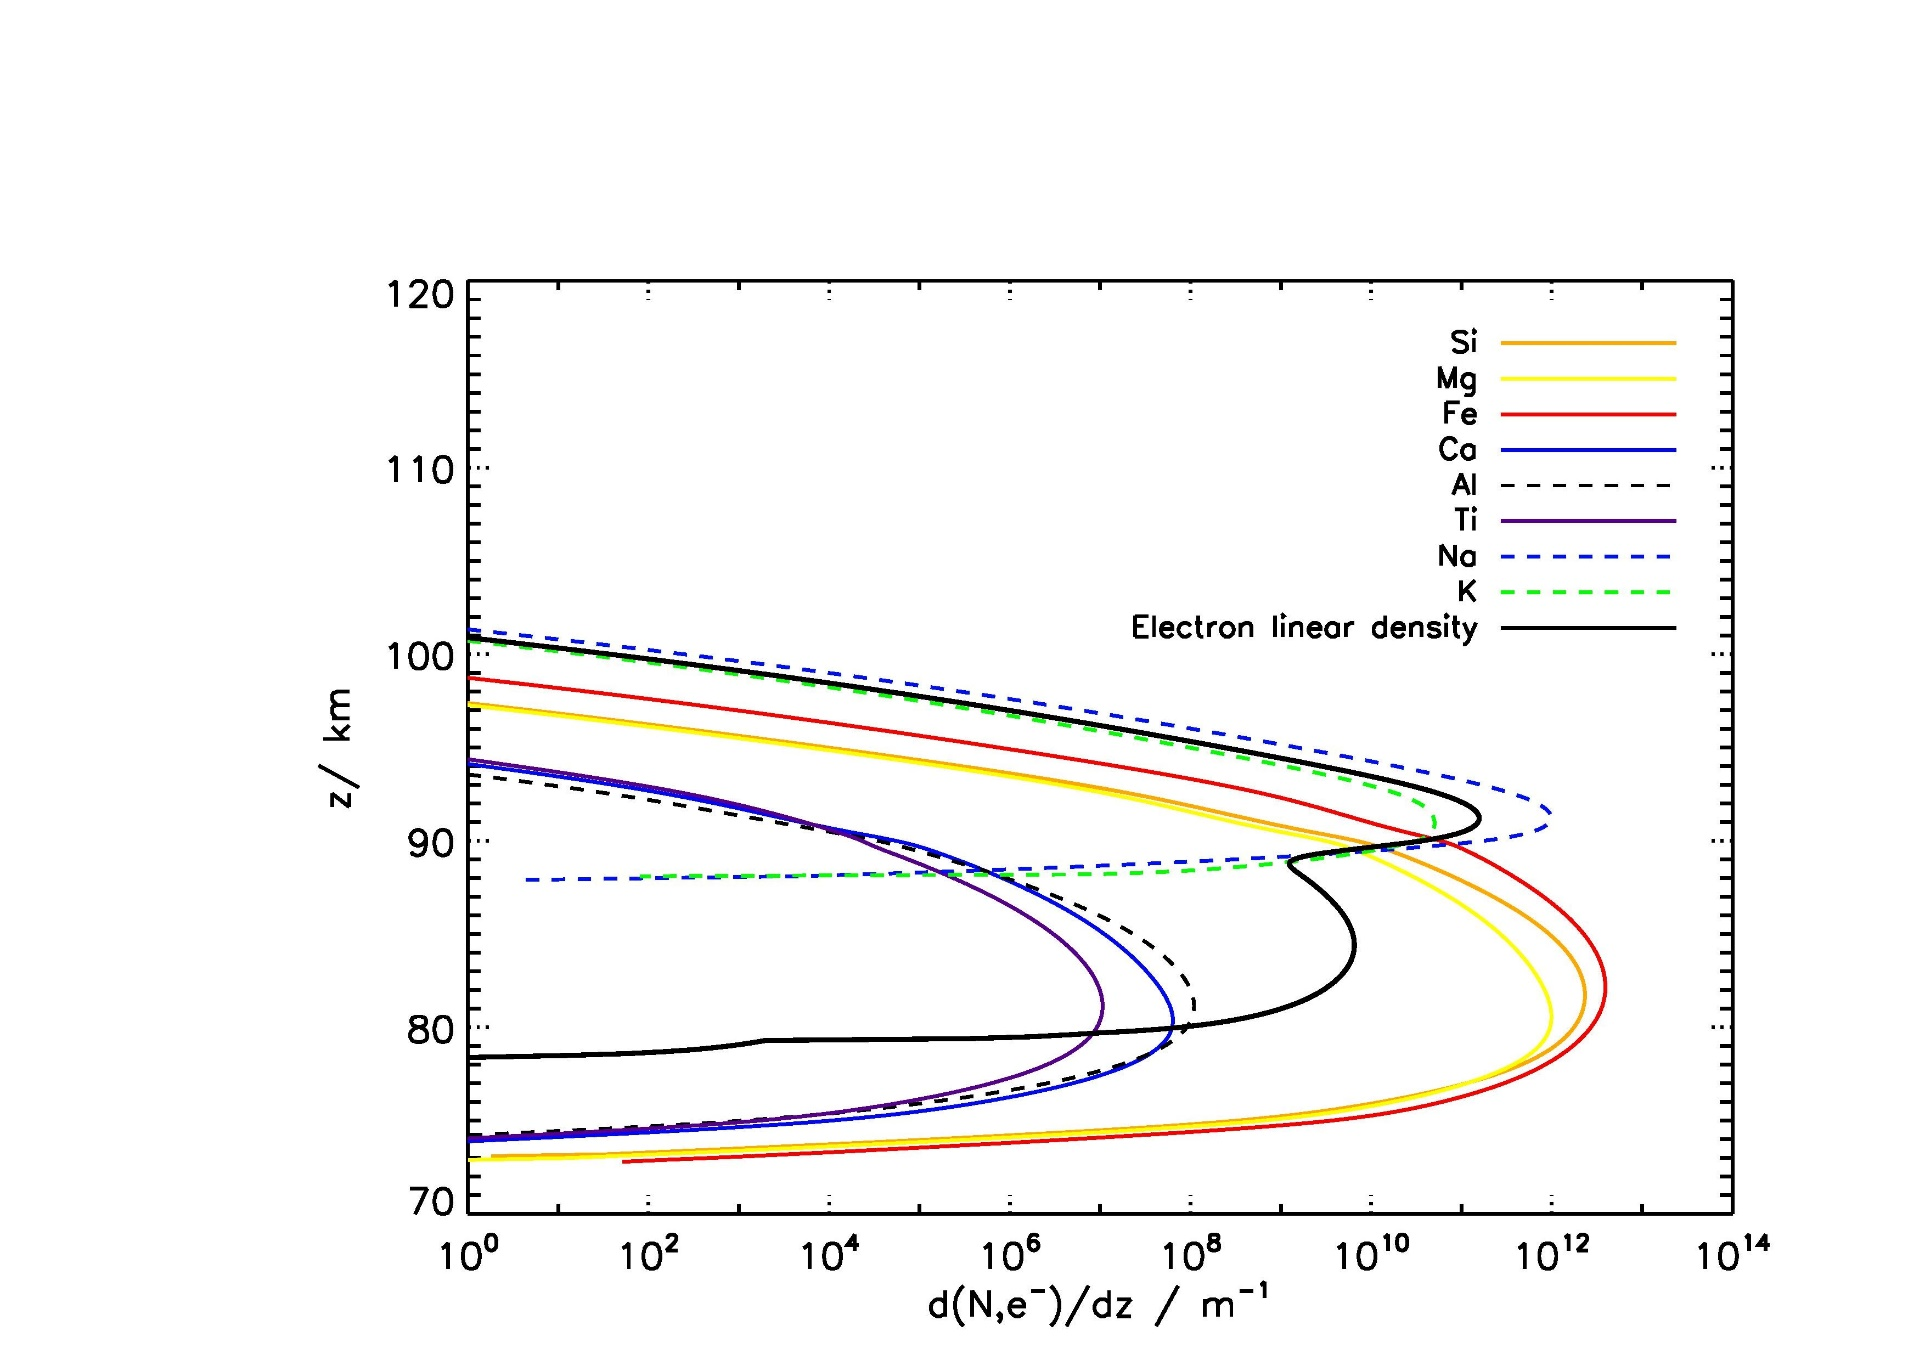 120
110
100
90
80
70
z/ km
Si
Mg
Fe
Ca
Al
Ti
Na
K
Electron linear density
10⁰ 10² 10⁴ 10⁶ 10⁸ 10¹⁰ 10¹² 10¹⁴
d(N,e⁻)/dz / m⁻¹